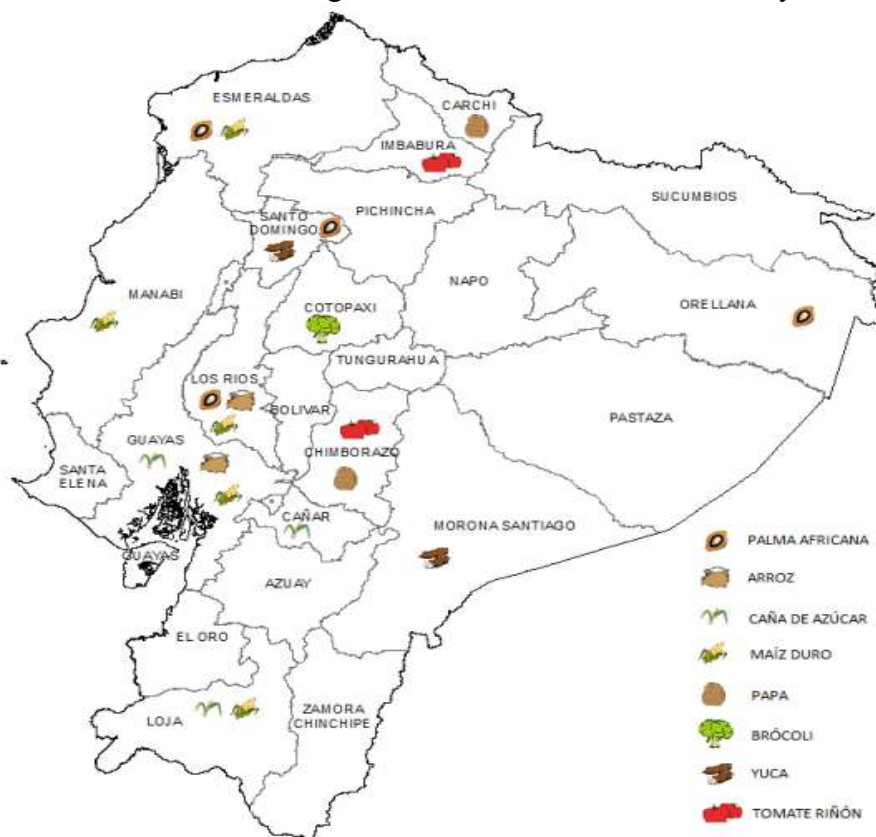 ESMERALDAS
CARCHI
IMBABURA
SUCUMBIOS
PICHINCHA
SANTO
DOMINGO
NAPO
MANABI
COTOPAXI
ORELLANA
TUNGURAHUA
LOS RIOS
BOLIVAR
PASTAZA
GUAYAS
CHIMBORAZO
SANTA
ELENA
CAÑAR
MORONA SANTIAGO
GUAYAS
AZUAY
EL ORO
ZAMORA
CHINCHIPE
LOJA
PALMA AFRICANA
ARROZ
CAÑA DE AZÚCAR
MAÍZ DURO
PAPA
BRÓCOLI
YUCA
TOMATE RIÑÓN